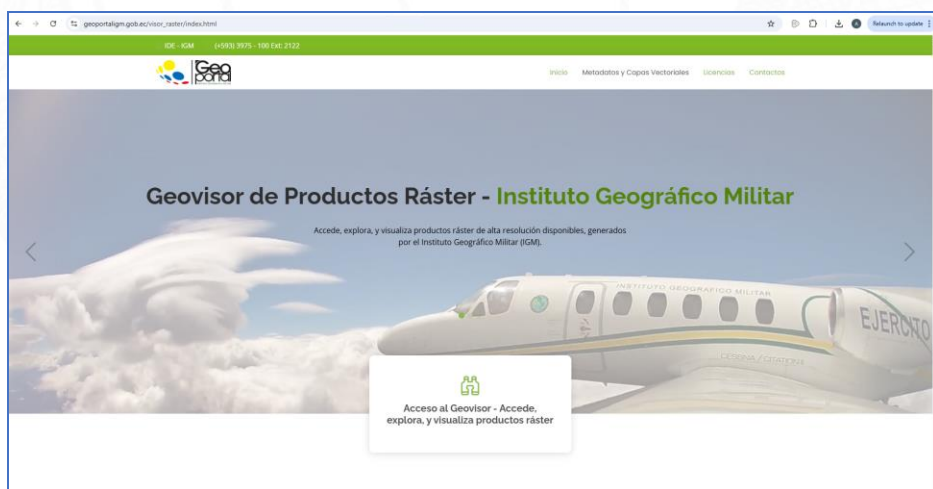 geoportaligm.gob.ec/visor_raster/index.html
Relaunch to update
IDE - IGM (+593) 3975 - 100 Ext: 2122
Geo
portal
Inicio Metadatos y Capas Vectoriales Licencias Contactos
Geovisor de Productos Ráster - Instituto Geográfico Militar
Accede, explora, y visualiza productos ráster de alta resolución disponibles, generados
por el Instituto Geográfico Militar (IGM).
INSTITUTO GEOGRAFICO MILITAR
EJERCITO
Acceso al Geovisor - Accede,
explora, y visualiza productos ráster